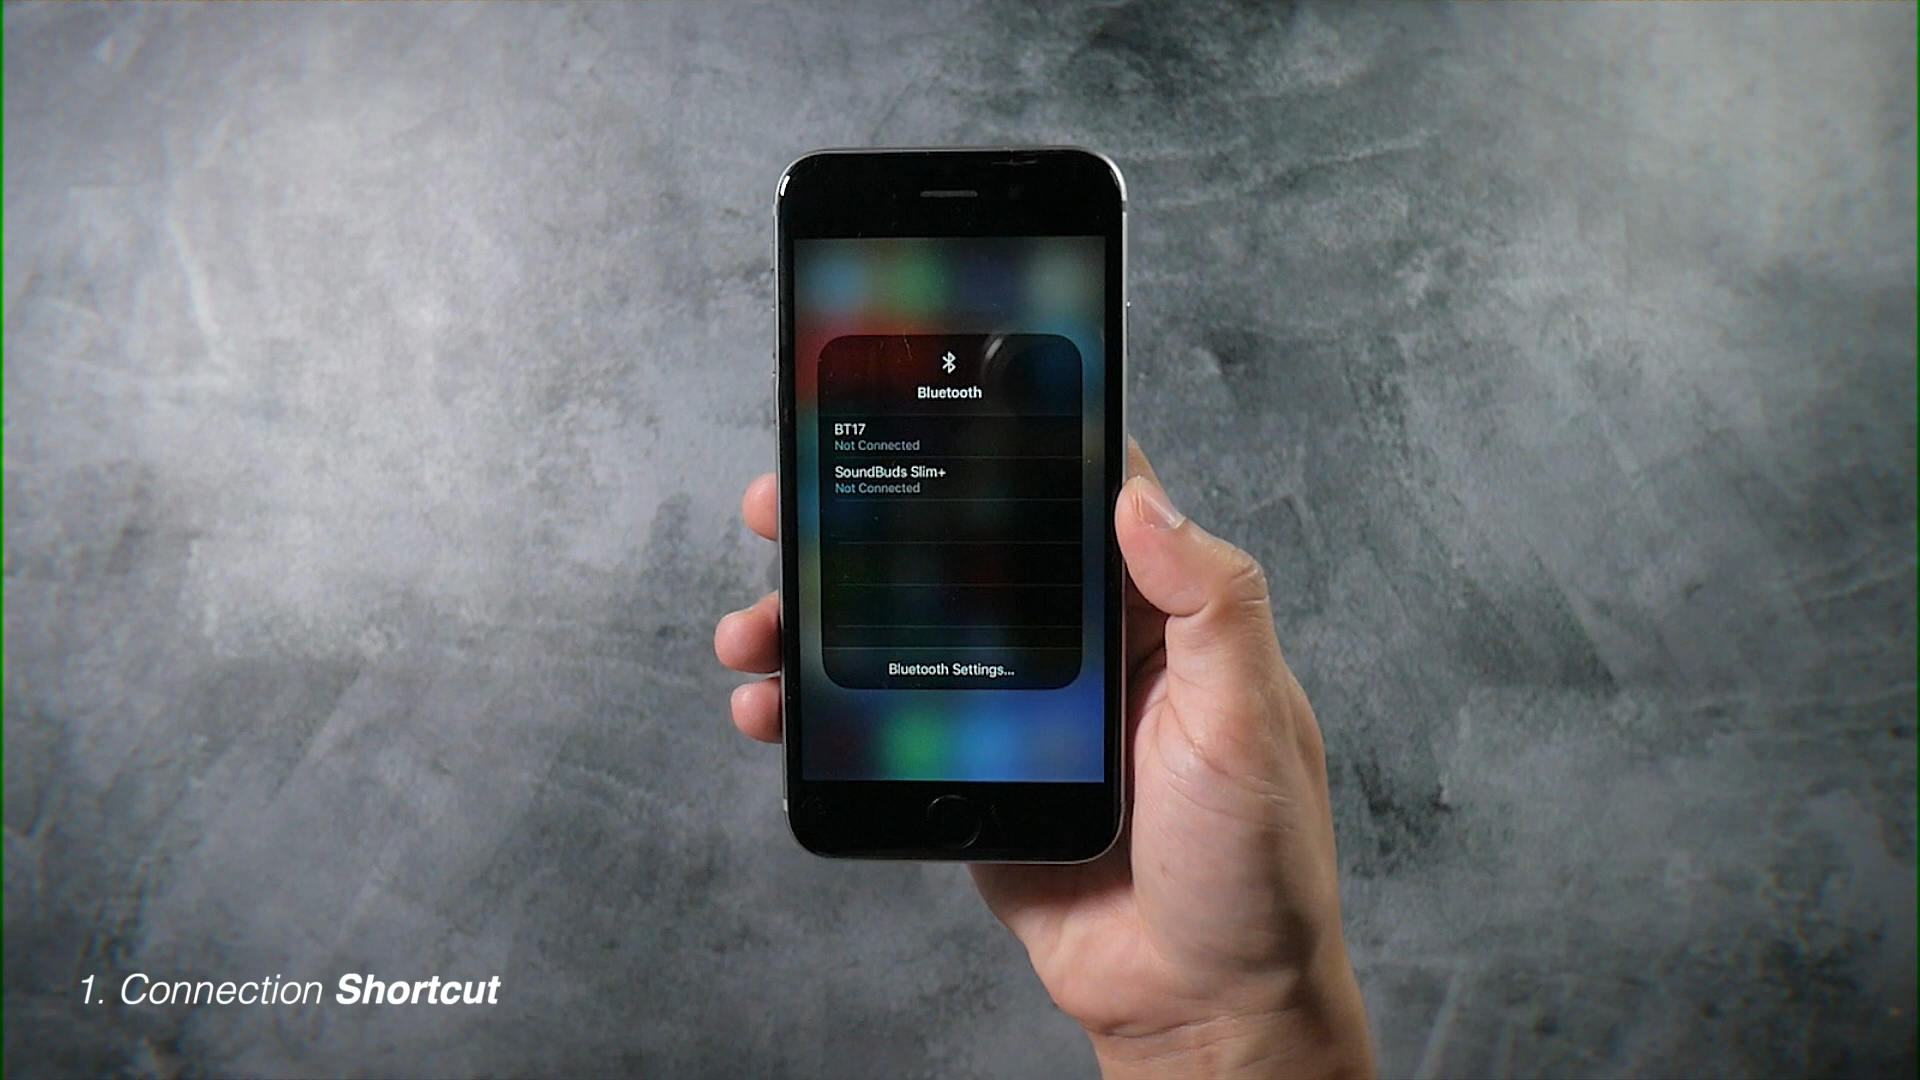 Bluetooth
BT17
Not Connected
SoundBuds Slim+
Not Connected
Bluetooth Settings...
1. Connection Shortcut